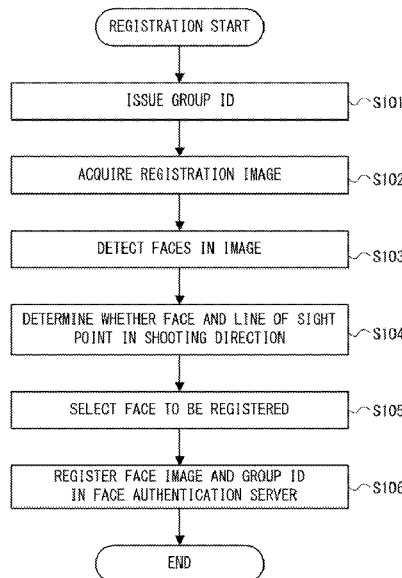 REGISTRATION START
ISSUE GROUP ID
S101
ACQUIRE REGISTRATION IMAGE
S102
DETECT FACES IN IMAGE
S103
DETERMINE WHETHER FACE AND LINE OF SIGHT
POINT IN SHOOTING DIRECTION
S104
SELECT FACE TO BE REGISTERED
S105
REGISTER FACE IMAGE AND GROUP ID
IN FACE AUTHENTICATION SERVER
S106
END